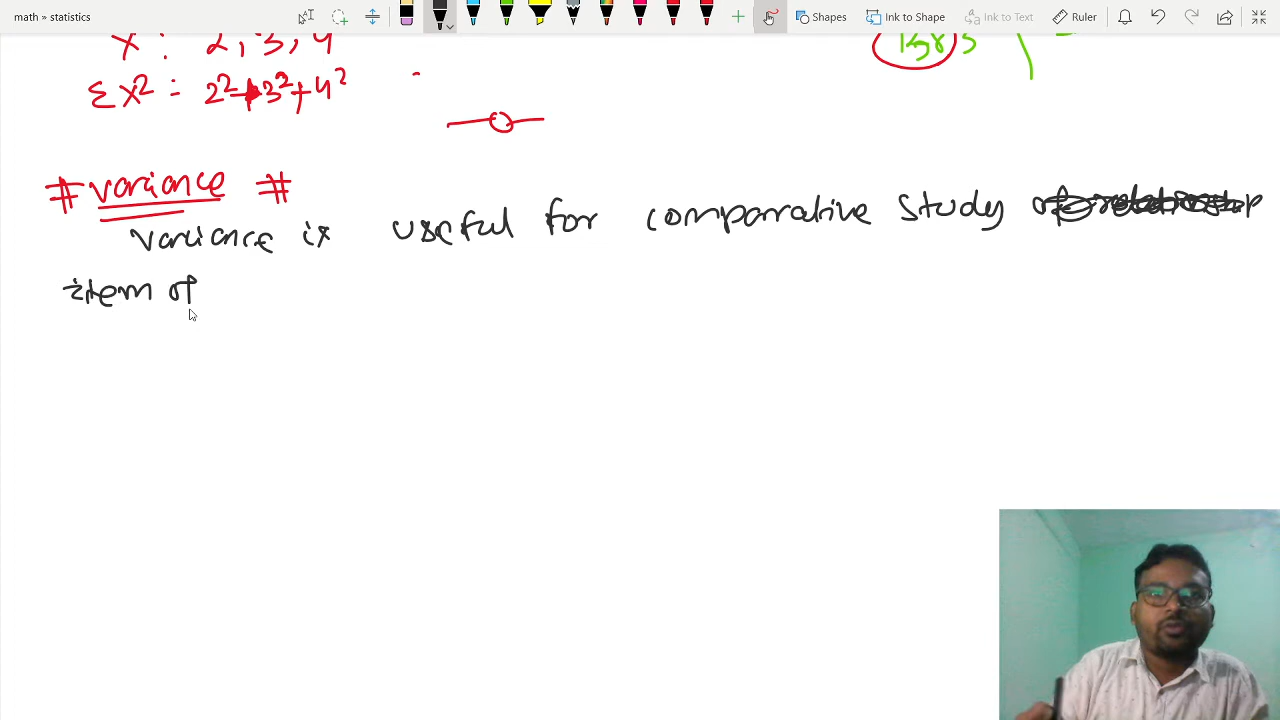 math » statistics
Shapes
Ink to Shape
Ink to Text
Ruler
X : 2, 3, 4
Σx² = 2²+3²+4²
# variance #
variance is useful for comparative study
item of